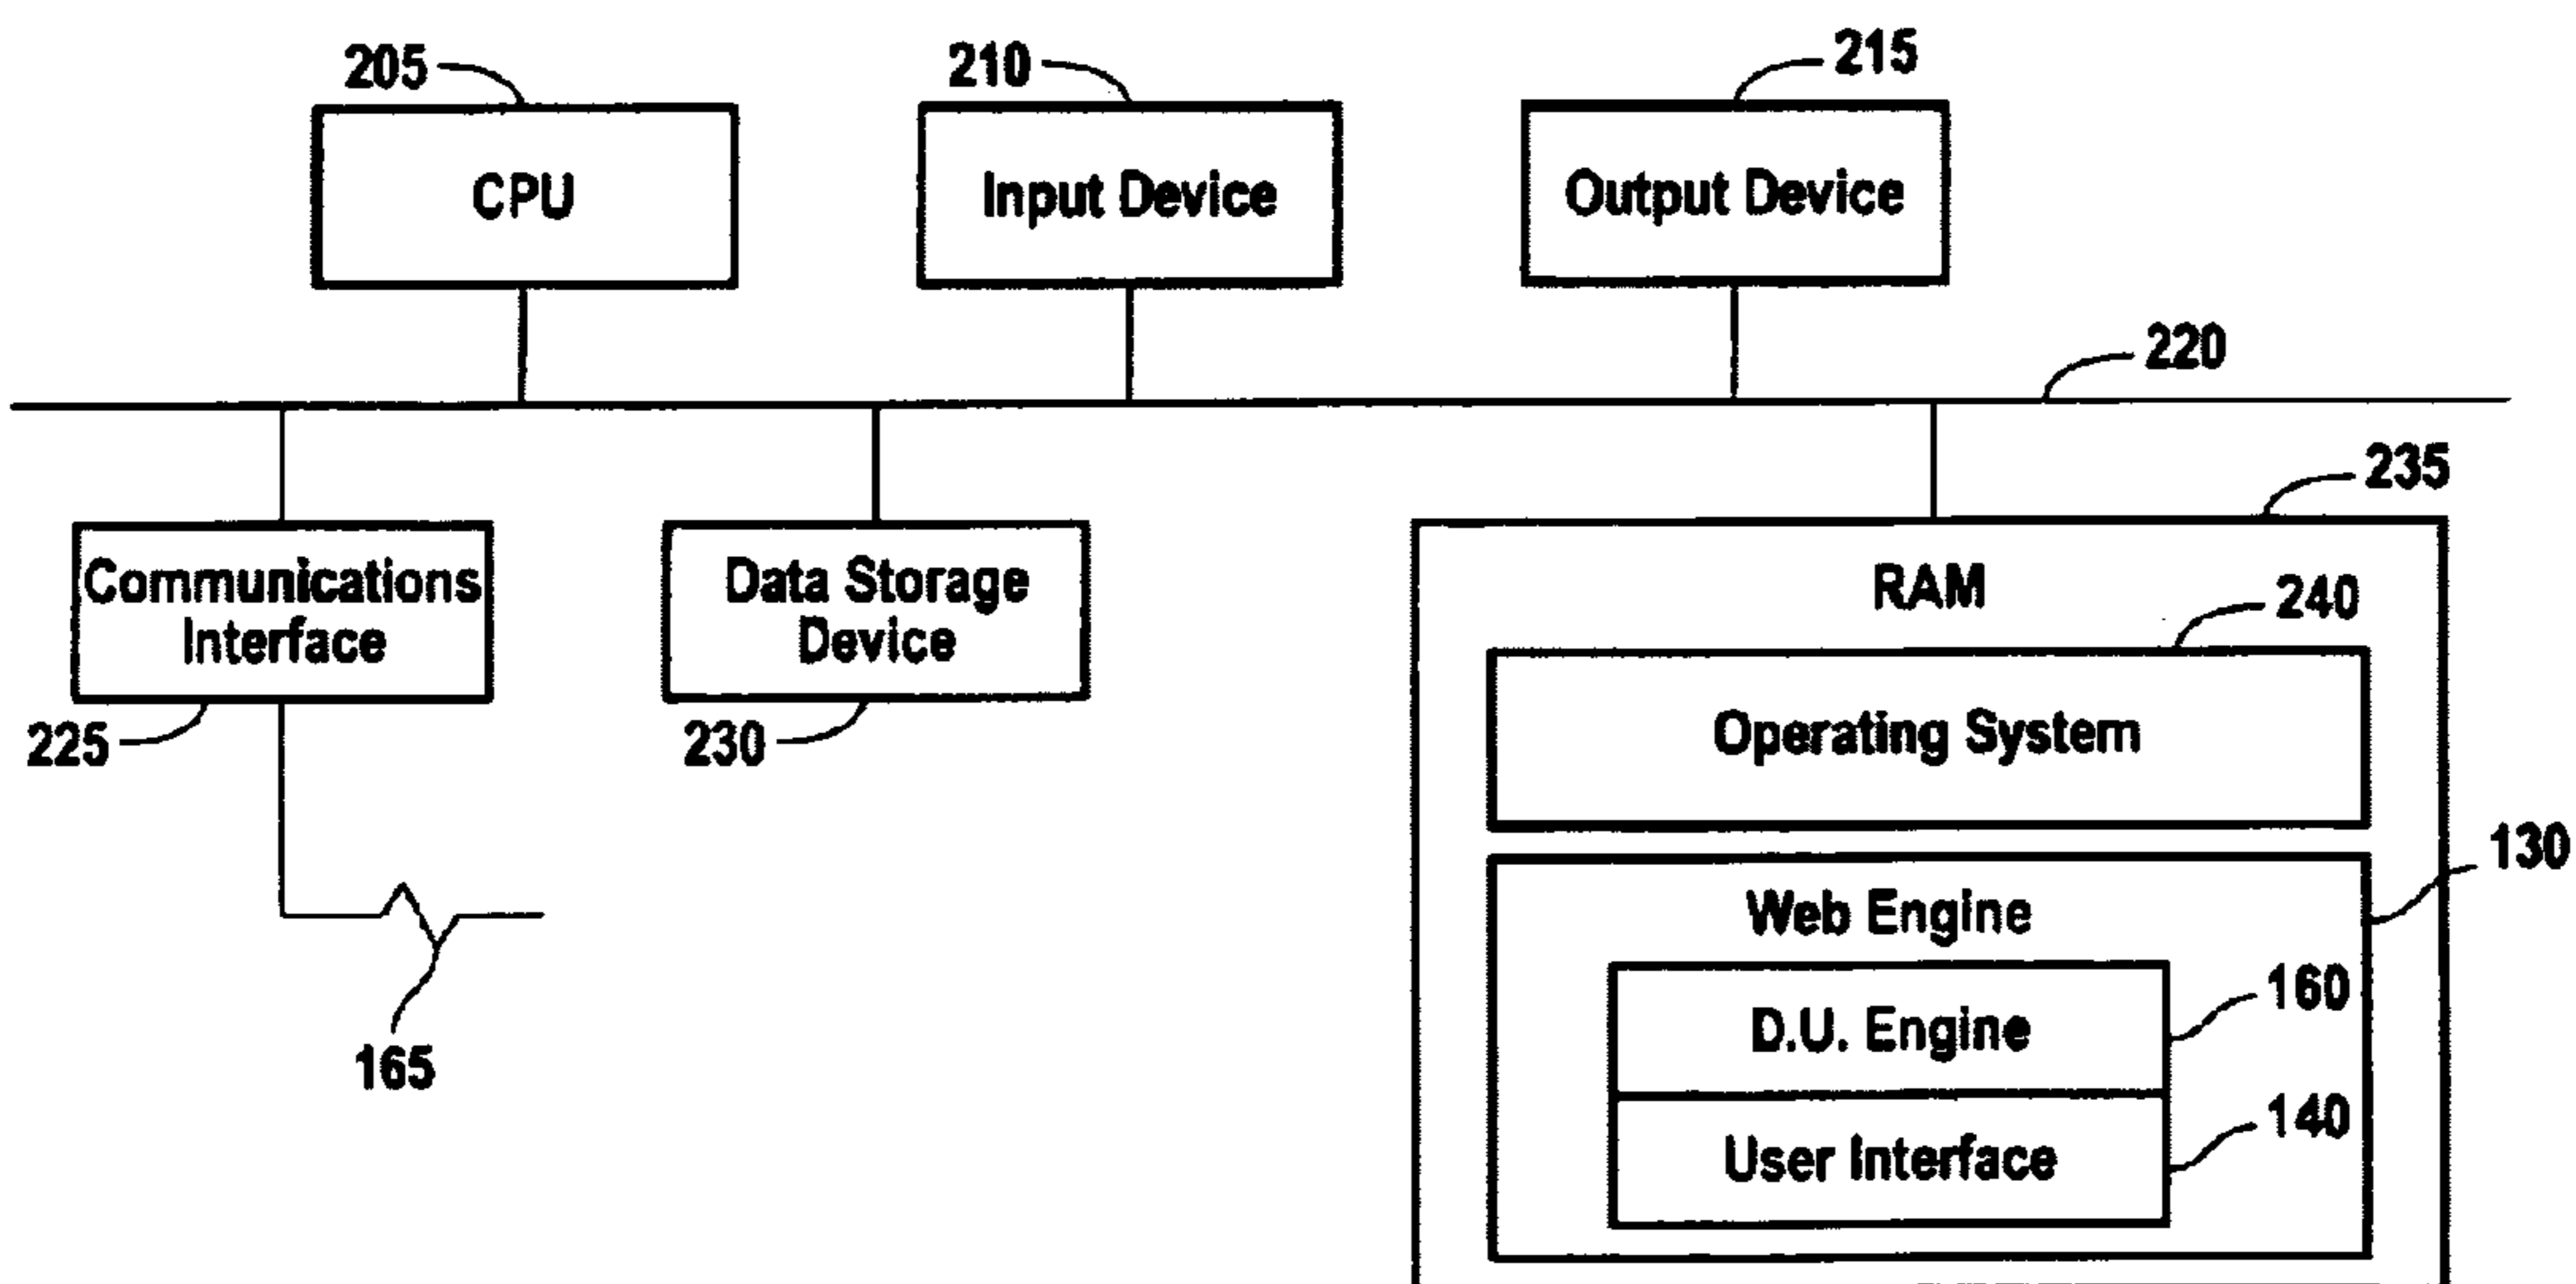 205
210
215
CPU
Input Device
Output Device
220
235
Communications
Interface
Data Storage
Device
RAM
240
225
230
Operating System
130
Web Engine
160
D.U. Engine
165
140
User Interface